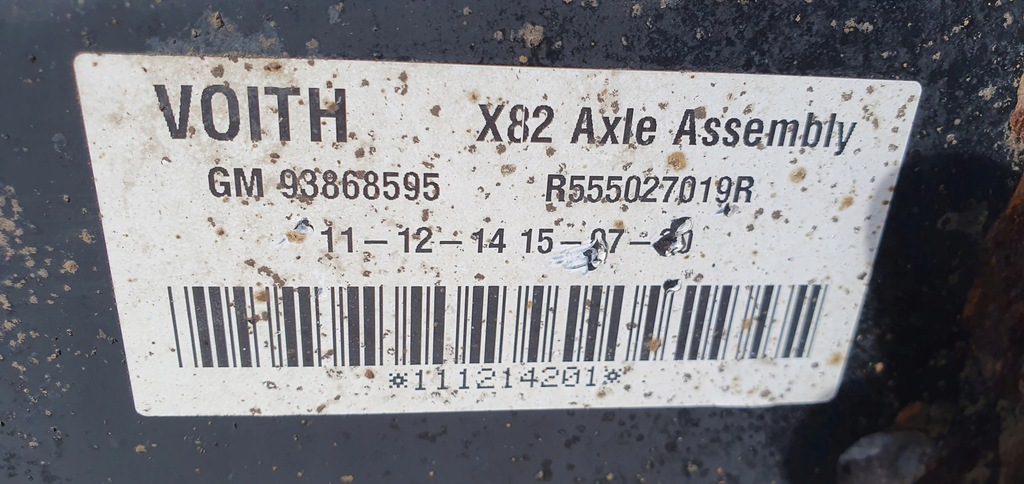 VOITH X82 Axle Assembly
GM 93868595 R555027019R
11-12-14 15-07-
*111214201*